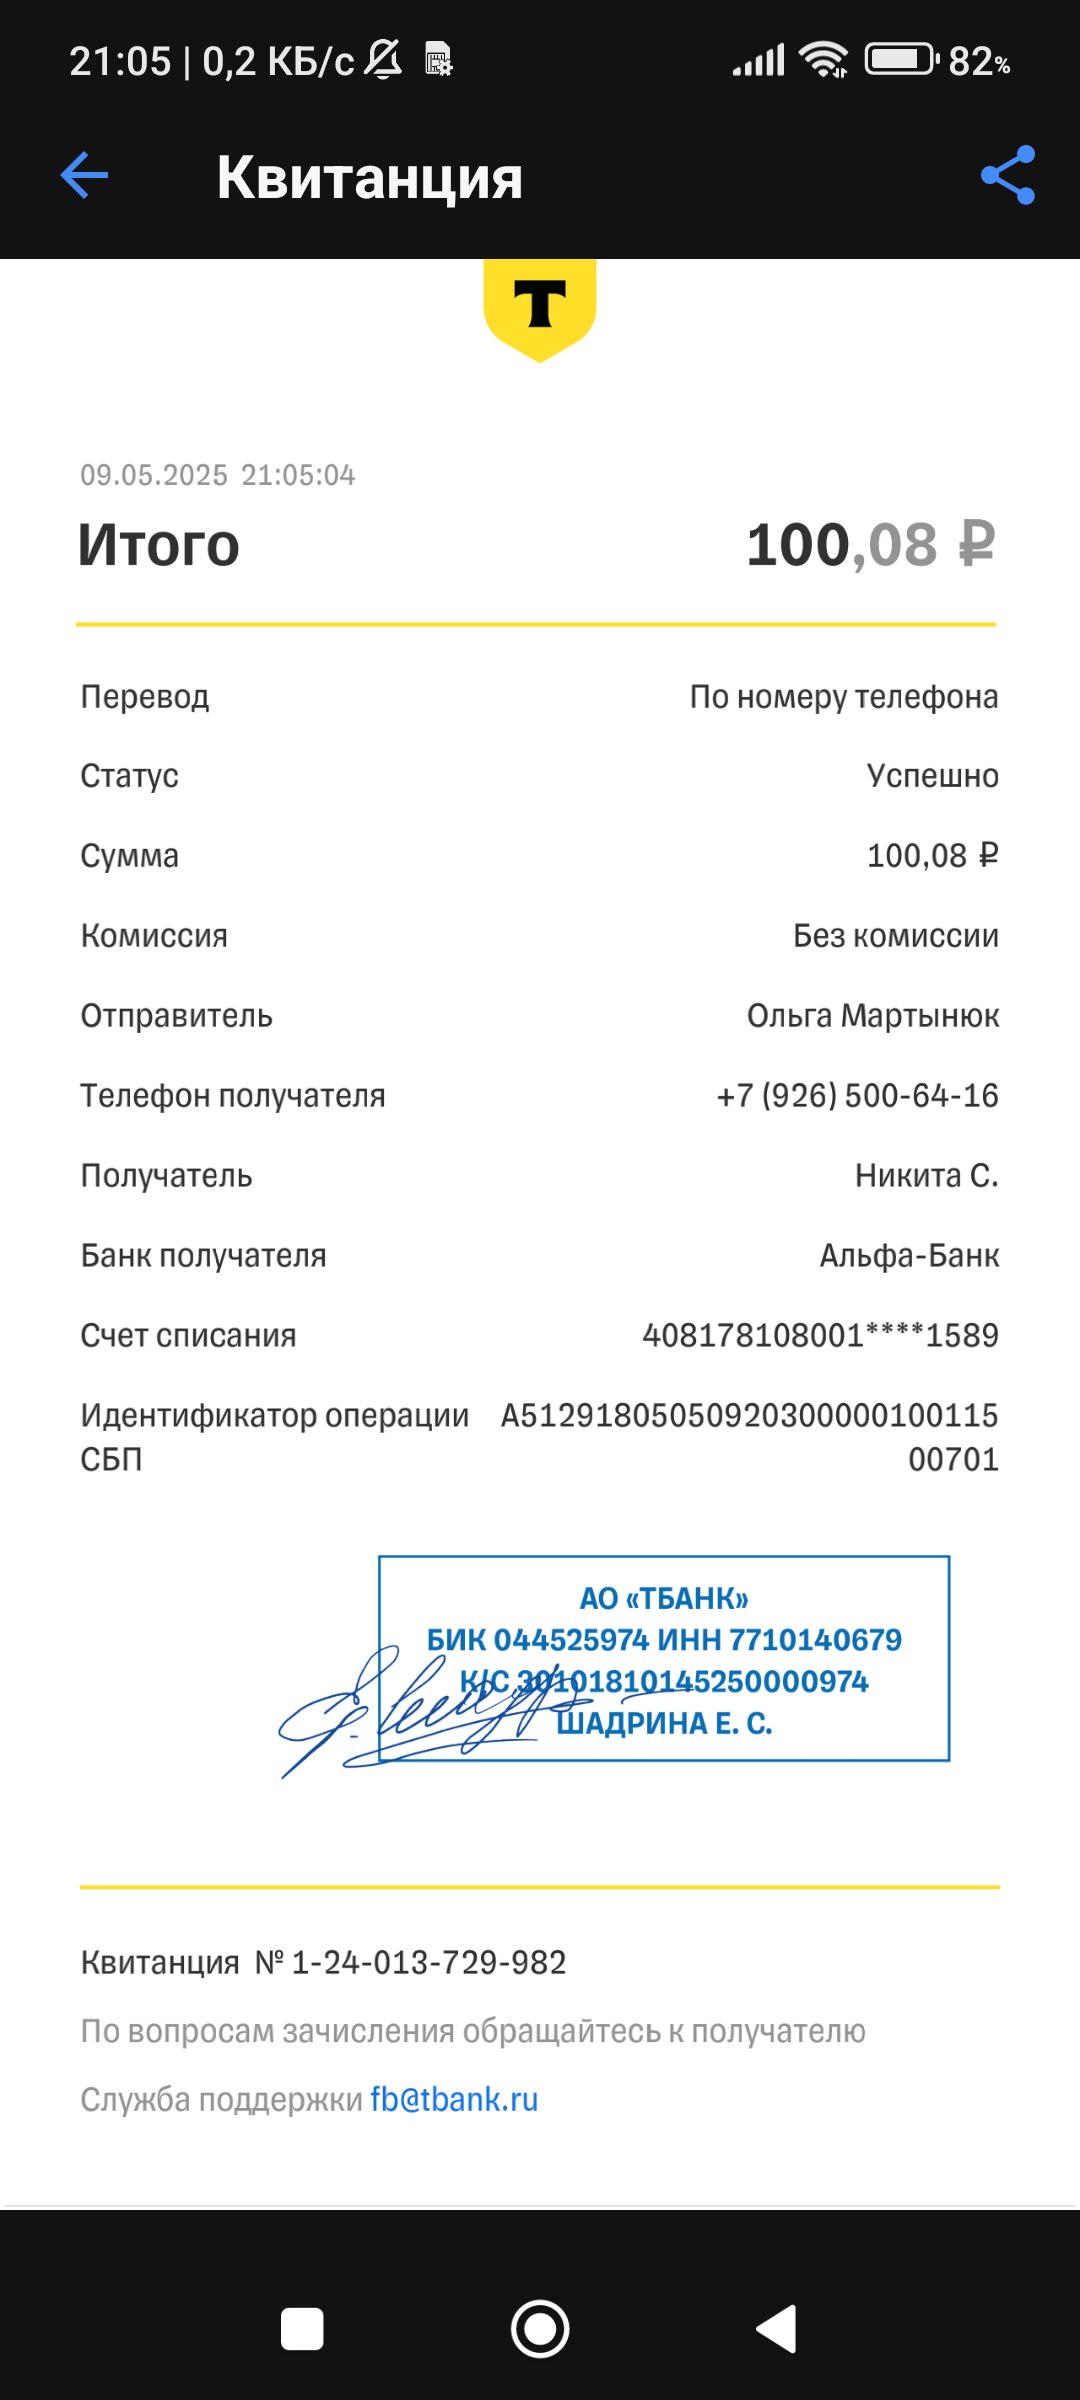 21:05 | 0,2 КБ/с 82%
Квитанция
Т
09.05.2025 21:05:04
Итого 100,08 ₽
Перевод По номеру телефона
Статус Успешно
Сумма 100,08 ₽
Комиссия Без комиссии
Отправитель Ольга Мартынюк
Телефон получателя +7 (926) 500-64-16
Получатель Никита С.
Банк получателя Альфа-Банк
Счет списания 408178108001****1589
Идентификатор операции A5129180505092030000010011​5
СБП 00701
АО «ТБАНК»
БИК 044525974 ИНН 7710140679
К/С 30101810145250000974
ШАДРИНА Е. С.
Квитанция № 1-24-013-729-982
По вопросам зачисления обращайтесь к получателю
Служба поддержки fb@tbank.ru